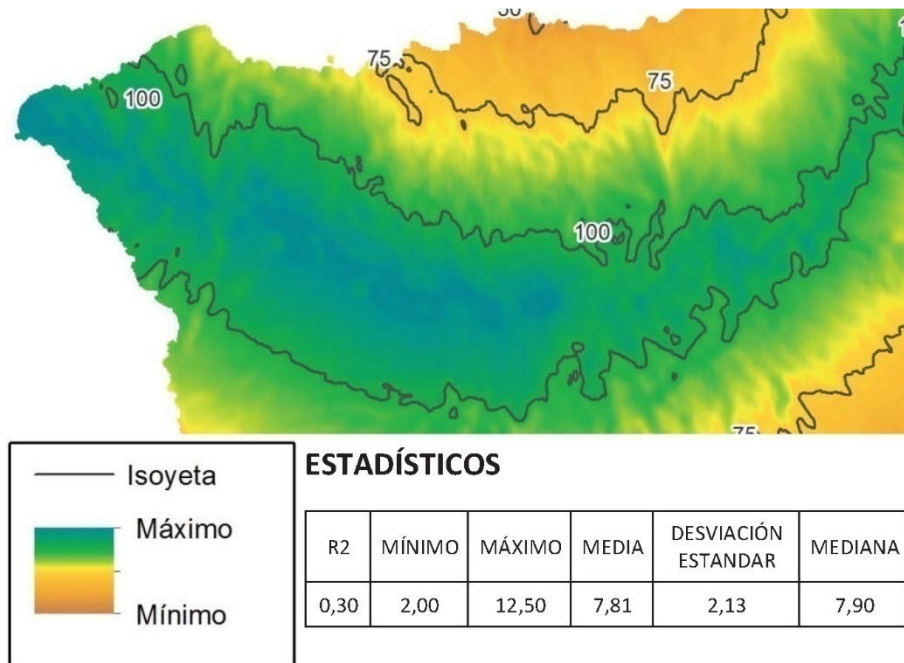 75
75
100
100
Isoyeta
Máximo
Mínimo
ESTADÍSTICOS
R2 MÍNIMO MÁXIMO MEDIA DESVIACIÓN ESTANDAR MEDIANA
0,30 2,00 12,50 7,81 2,13 7,90